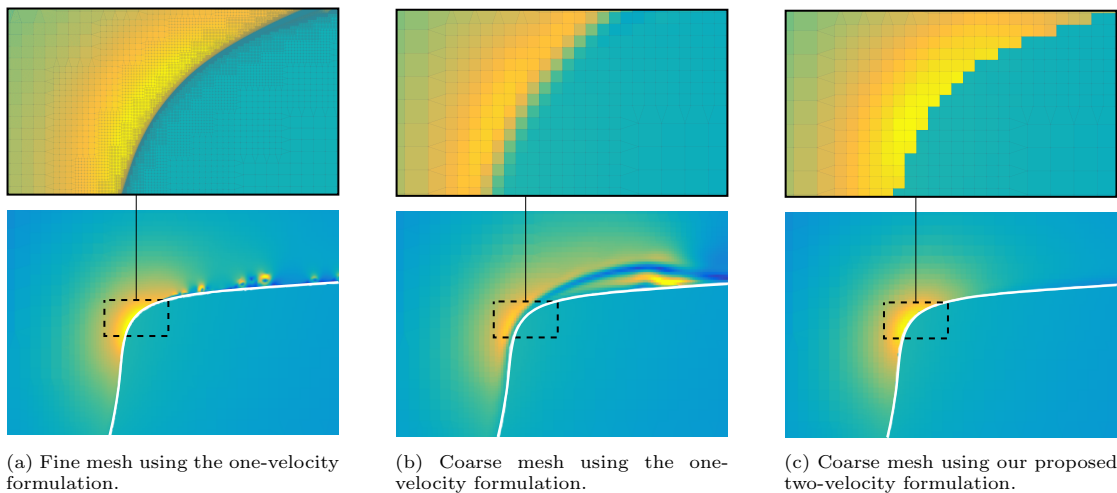 (a) Fine mesh using the one-velocity
formulation.
(b) Coarse mesh using the one-
velocity formulation.
(c) Coarse mesh using our proposed
two-velocity formulation.